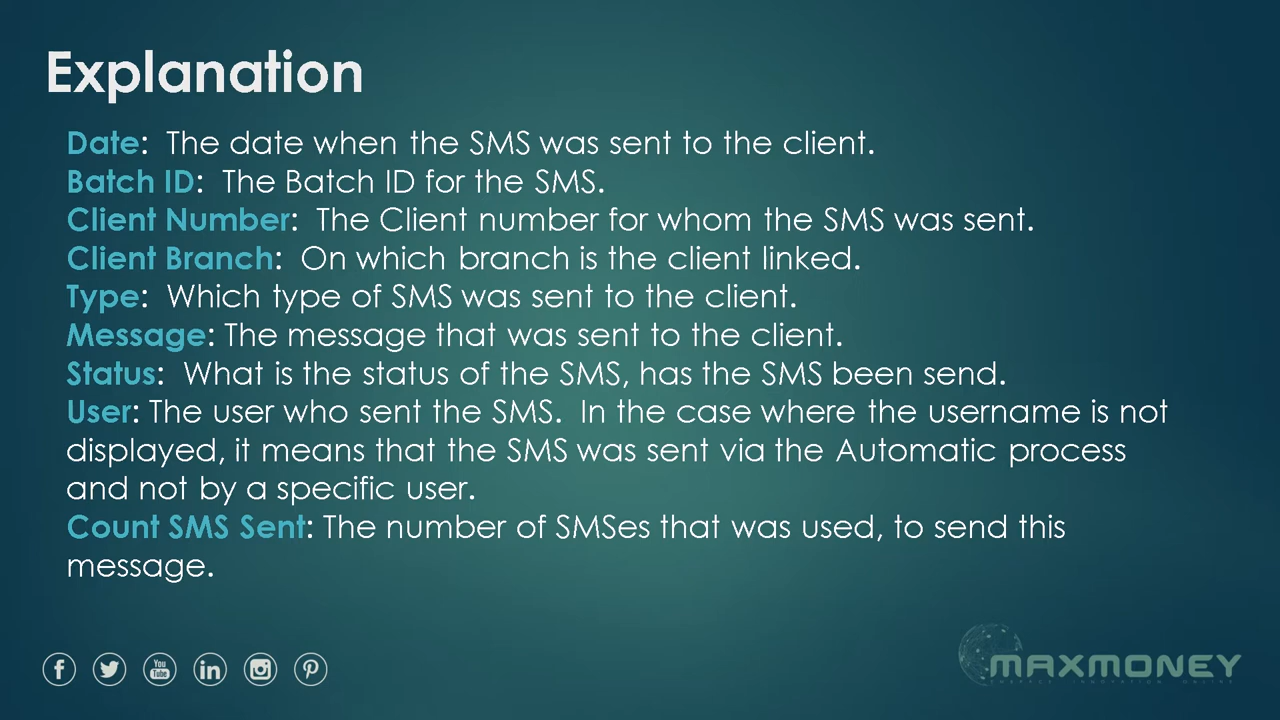 Explanation
Date:  The date when the SMS was sent to the client.
Batch ID:  The Batch ID for the SMS.
Client Number:  The Client number for whom the SMS was sent.
Client Branch:  On which branch is the client linked.
Type:  Which type of SMS was sent to the client.
Message: The message that was sent to the client.
Status:  What is the status of the SMS, has the SMS been send.
User: The user who sent the SMS.  In the case where the username is not
displayed, it means that the SMS was sent via the Automatic process
and not by a specific user.
Count SMS Sent: The number of SMSes that was used, to send this
message.
You Tube
MAXMONEY